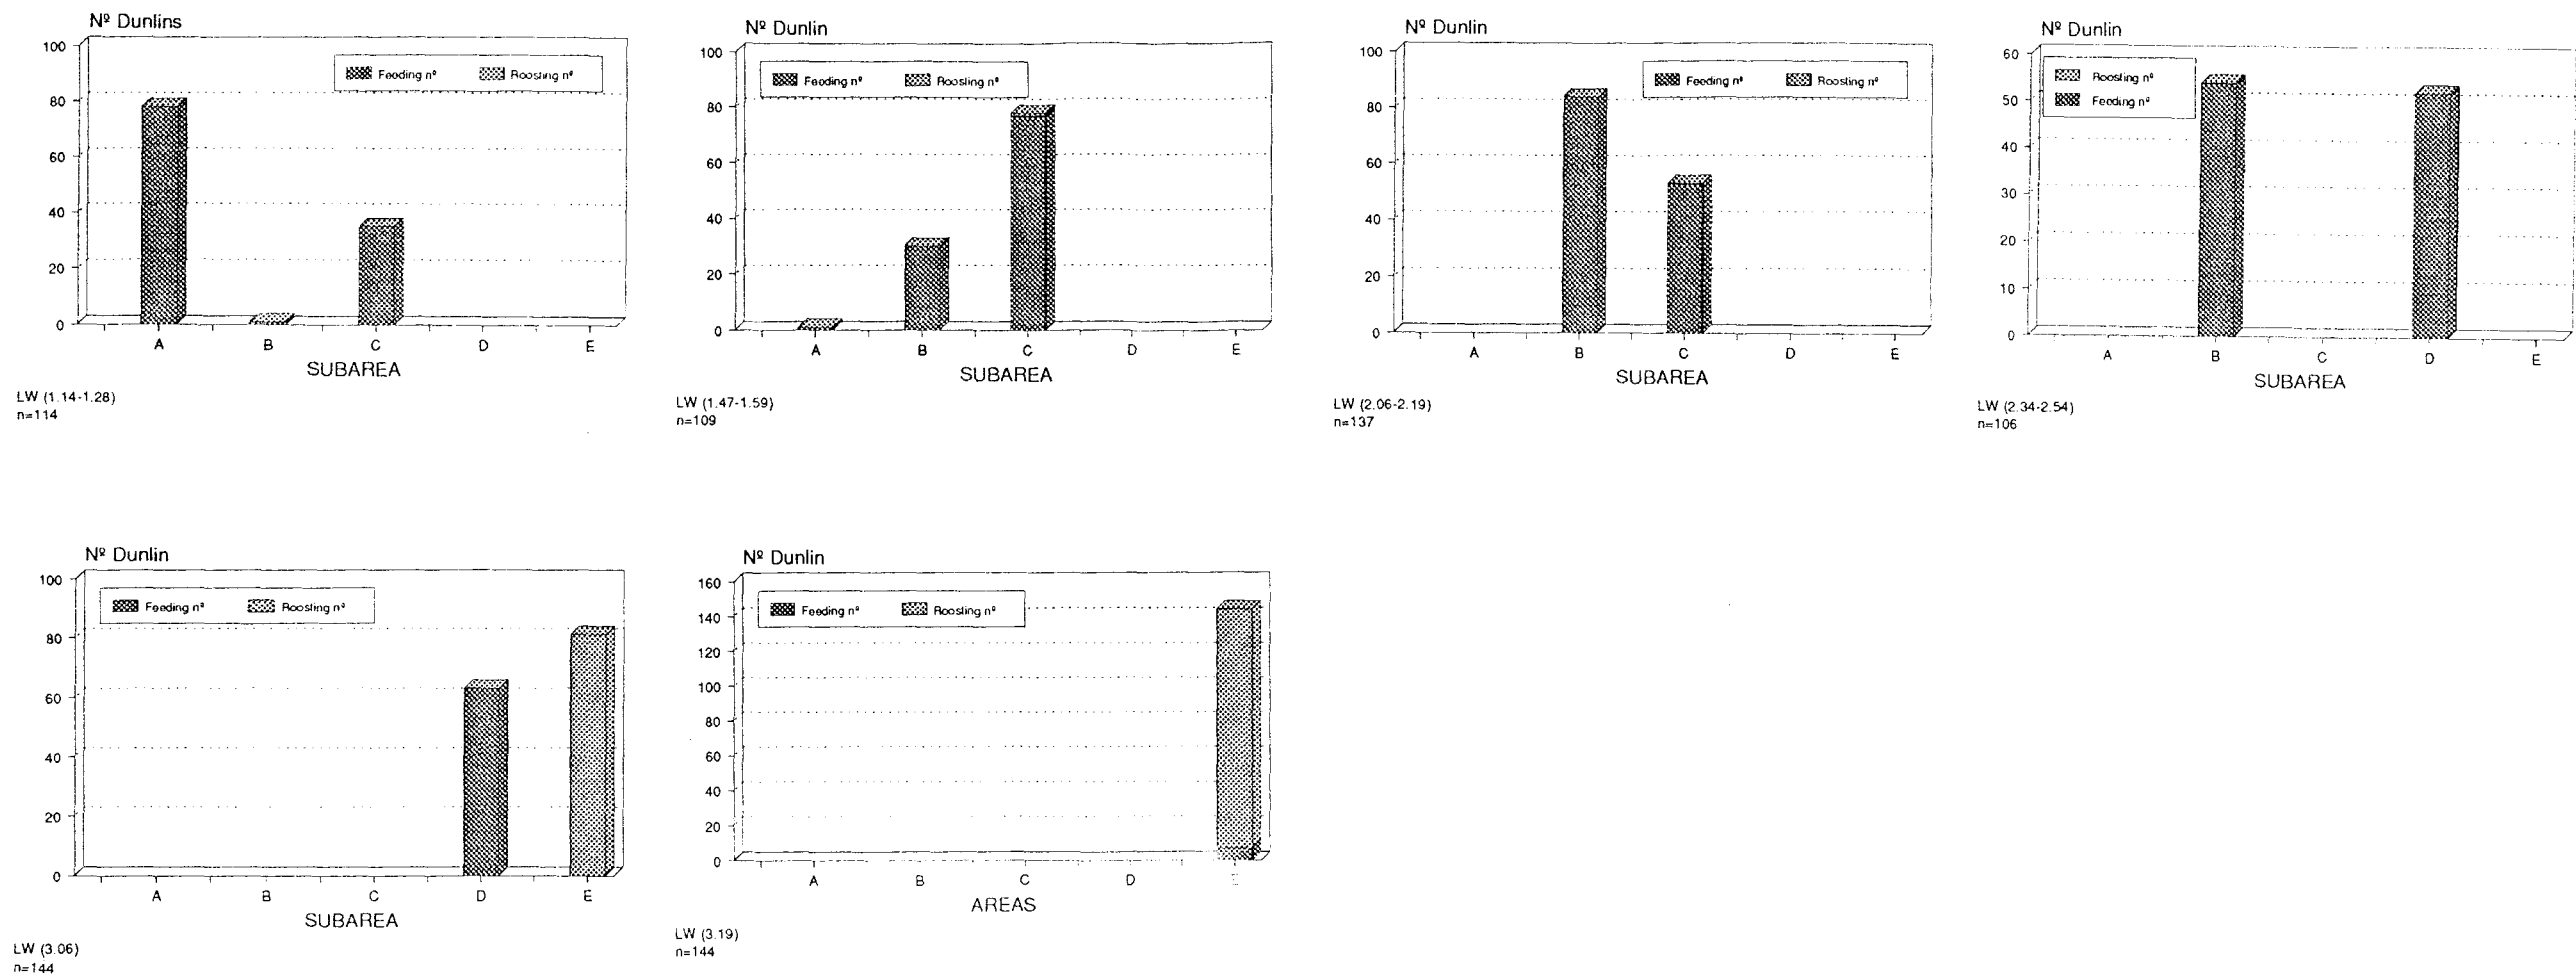 Nº Dunlins
100
80
60
40
20
0
Feeding nº Roosting nº
A B C D E
SUBAREA
LW (1.14-1.28)
n=114
Nº Dunlin
100
80
60
40
20
0
Feeding nº Roosting nº
A B C D E
SUBAREA
LW (1.47-1.59)
n=109
Nº Dunlin
100
80
60
40
20
0
Feeding nº Roosting nº
A B C D E
SUBAREA
LW (2.06-2.19)
n=137
Nº Dunlin
60
50
40
30
20
10
0
Roosting nº
Feeding nº
A B C D E
SUBAREA
LW (2.34-2.54)
n=106
Nº Dunlin
100
80
60
40
20
0
Feeding nº Roosting nº
A B C D E
SUBAREA
LW (3.06)
n=144
Nº Dunlin
160
140
120
100
80
60
40
20
0
Feeding nº Roosting nº
A B C D E
AREAS
LW (3.19)
n=144